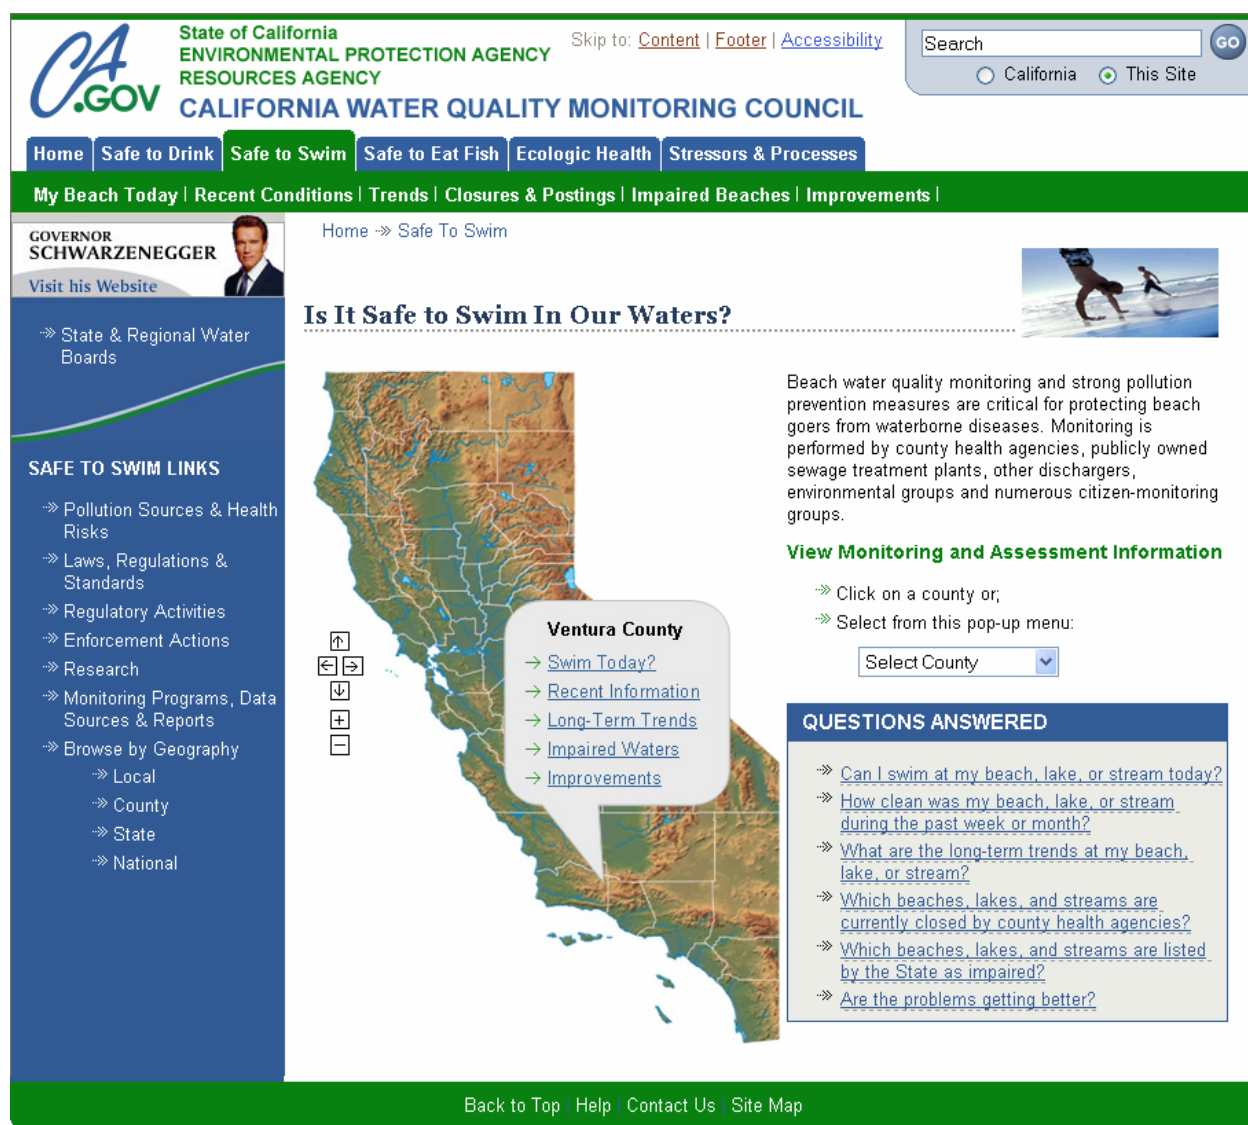 CA.GOV
State of California
ENVIRONMENTAL PROTECTION AGENCY
RESOURCES AGENCY
CALIFORNIA WATER QUALITY MONITORING COUNCIL
Skip to: Content | Footer | Accessibility
Search
GO
California This Site
Home Safe to Drink Safe to Swim Safe to Eat Fish Ecologic Health Stressors & Processes
My Beach Today | Recent Conditions | Trends | Closures & Postings | Impaired Beaches | Improvements |
GOVERNOR
SCHWARZENEGGER
Visit his Website
State & Regional Water
Boards
SAFE TO SWIM LINKS
Pollution Sources & Health
Risks
Laws, Regulations &
Standards
Regulatory Activities
Enforcement Actions
Research
Monitoring Programs, Data
Sources & Reports
Browse by Geography
Local
County
State
National
Home Safe To Swim
Is It Safe to Swim In Our Waters?
Ventura County
Swim Today?
Recent Information
Long-Term Trends
Impaired Waters
Improvements
Beach water quality monitoring and strong pollution
prevention measures are critical for protecting beach
goers from waterborne diseases. Monitoring is
performed by county health agencies, publicly owned
sewage treatment plants, other dischargers,
environmental groups and numerous citizen-monitoring
groups.
View Monitoring and Assessment Information
Click on a county or;
Select from this pop-up menu:
Select County
QUESTIONS ANSWERED
Can I swim at my beach, lake, or stream today?
How clean was my beach, lake, or stream
during the past week or month?
What are the long-term trends at my beach,
lake, or stream?
Which beaches, lakes, and streams are
currently closed by county health agencies?
Which beaches, lakes, and streams are listed
by the State as impaired?
Are the problems getting better?
Back to Top | Help | Contact Us | Site Map